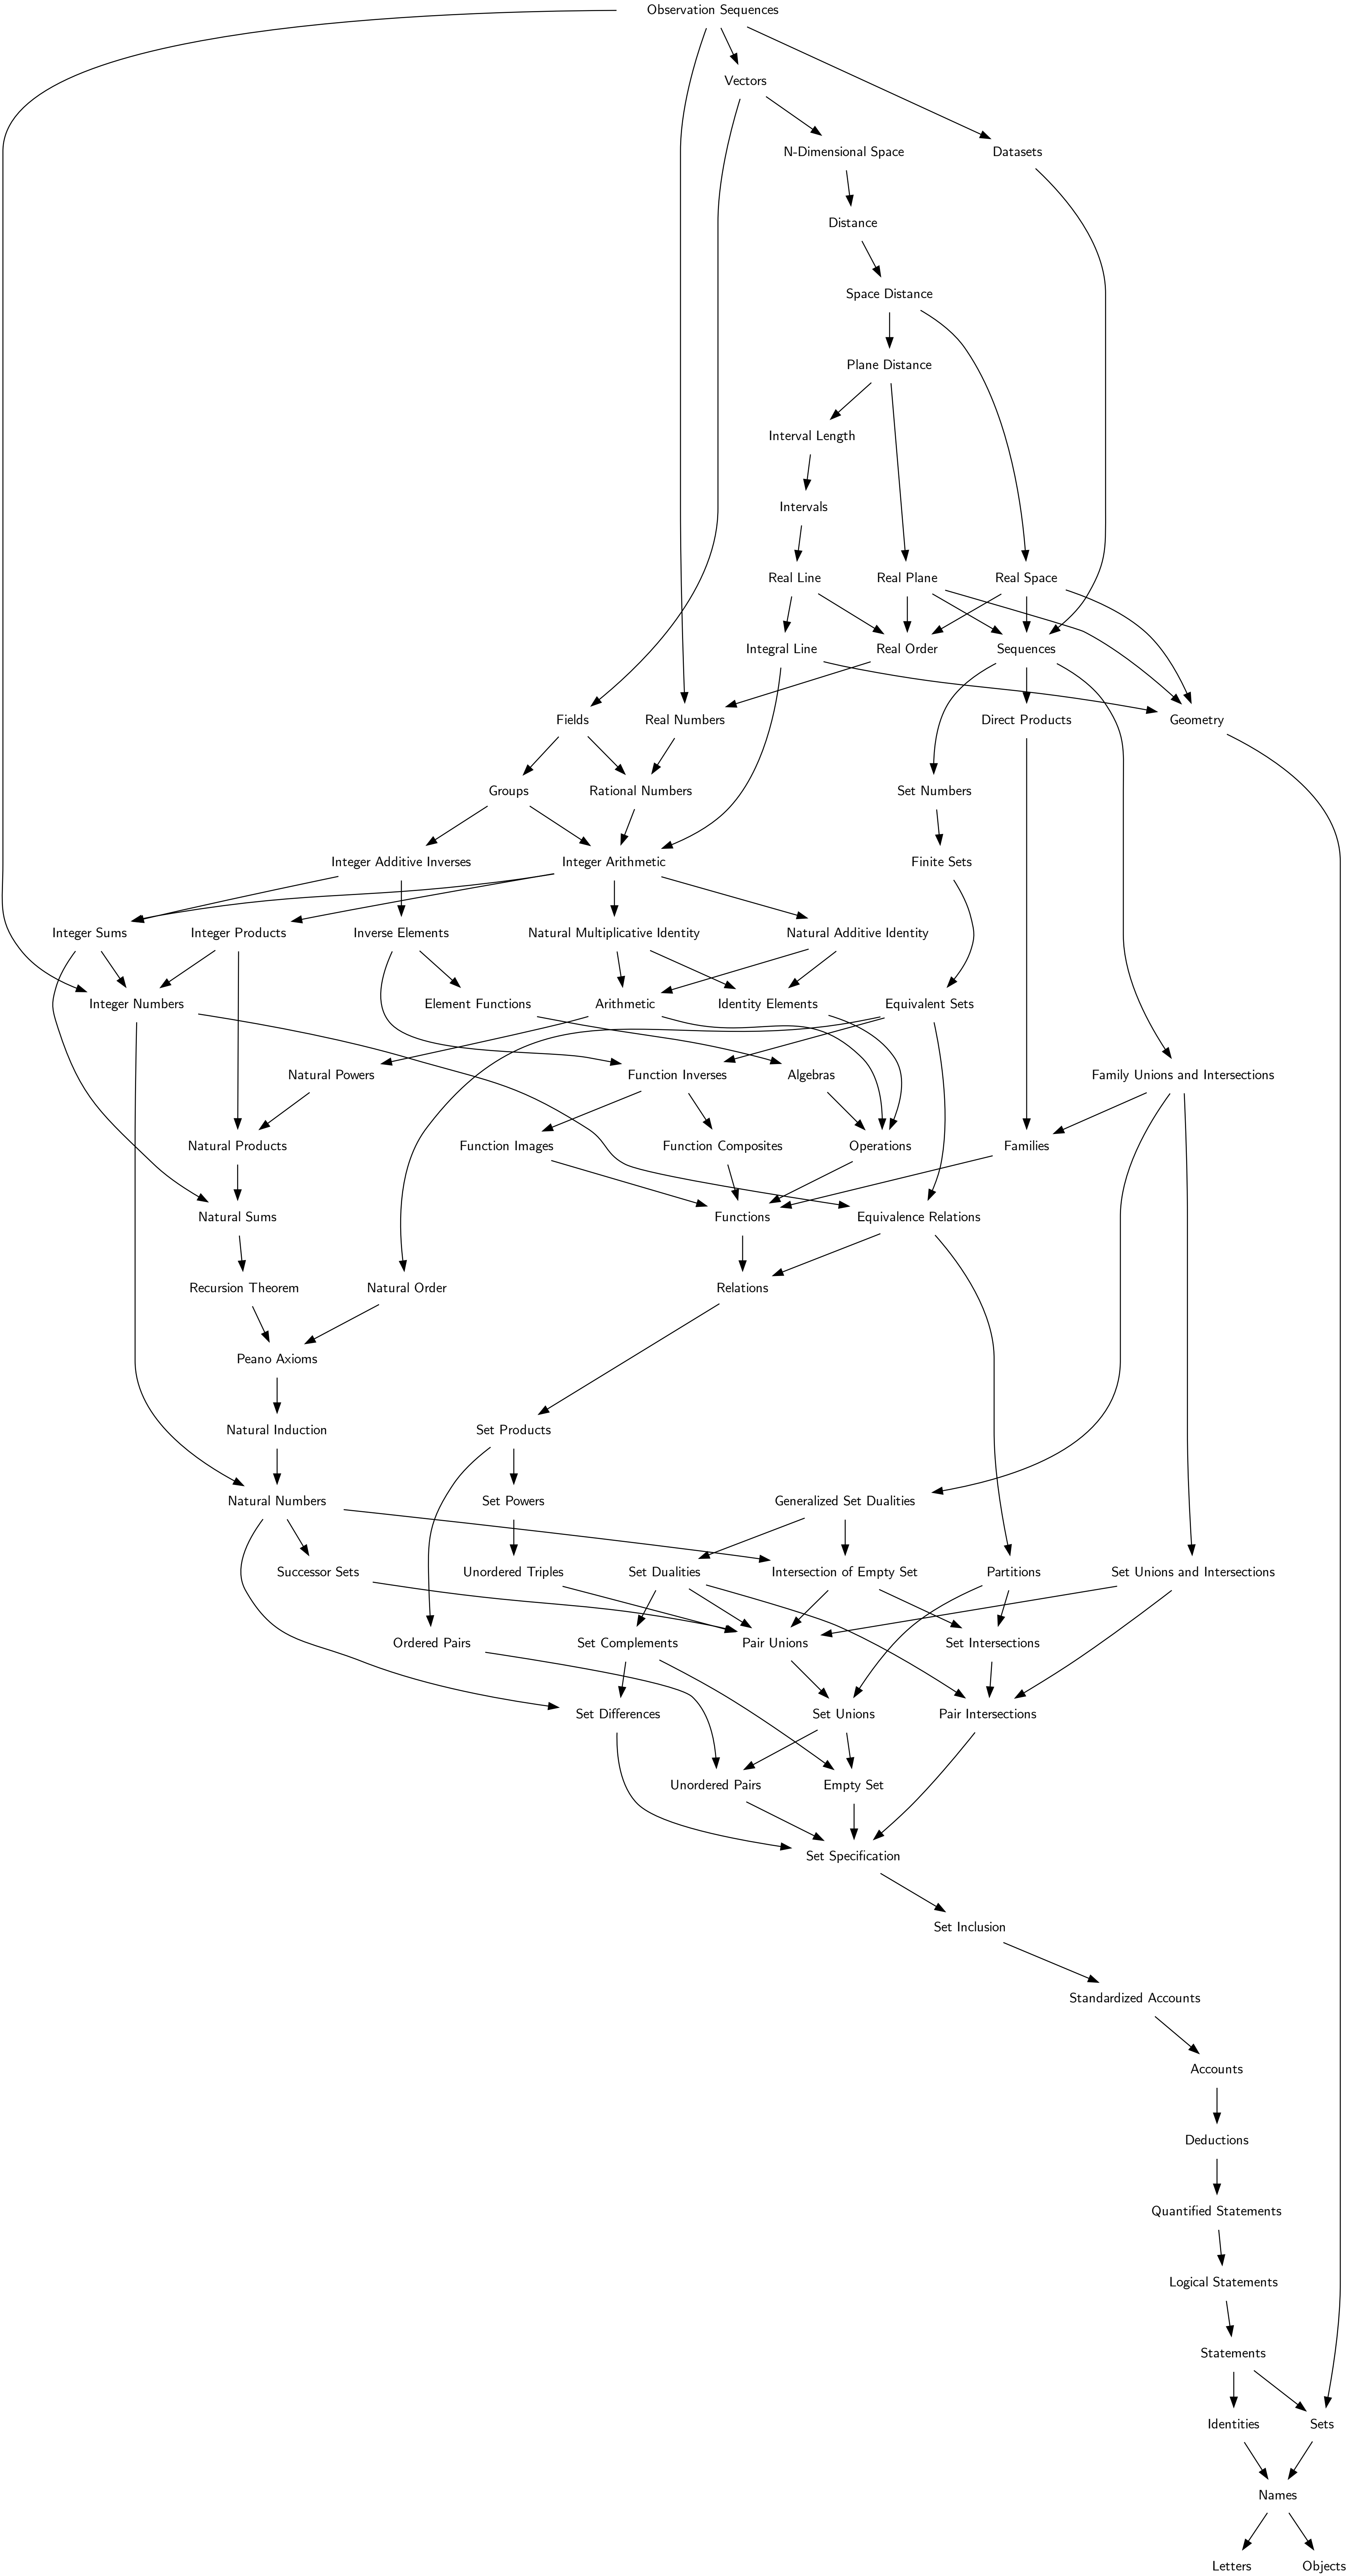 Observation Sequences
Vectors
N-Dimensional Space
Datasets
Distance
Space Distance
Plane Distance
Interval Length
Intervals
Real Line
Real Plane
Real Space
Integral Line
Real Order
Sequences
Fields
Real Numbers
Direct Products
Geometry
Groups
Rational Numbers
Set Numbers
Integer Additive Inverses
Integer Arithmetic
Finite Sets
Integer Sums
Integer Products
Inverse Elements
Natural Multiplicative Identity
Natural Additive Identity
Integer Numbers
Element Functions
Arithmetic
Identity Elements
Equivalent Sets
Natural Powers
Function Inverses
Algebras
Family Unions and Intersections
Natural Products
Function Images
Function Composites
Operations
Families
Natural Sums
Functions
Equivalence Relations
Recursion Theorem
Natural Order
Relations
Peano Axioms
Natural Induction
Set Products
Natural Numbers
Set Powers
Generalized Set Dualities
Successor Sets
Unordered Triples
Set Dualities
Intersection of Empty Set
Partitions
Set Unions and Intersections
Ordered Pairs
Set Complements
Pair Unions
Set Intersections
Set Differences
Set Unions
Pair Intersections
Unordered Pairs
Empty Set
Set Specification
Set Inclusion
Standardized Accounts
Accounts
Deductions
Quantified Statements
Logical Statements
Statements
Identities
Sets
Names
Letters
Objects